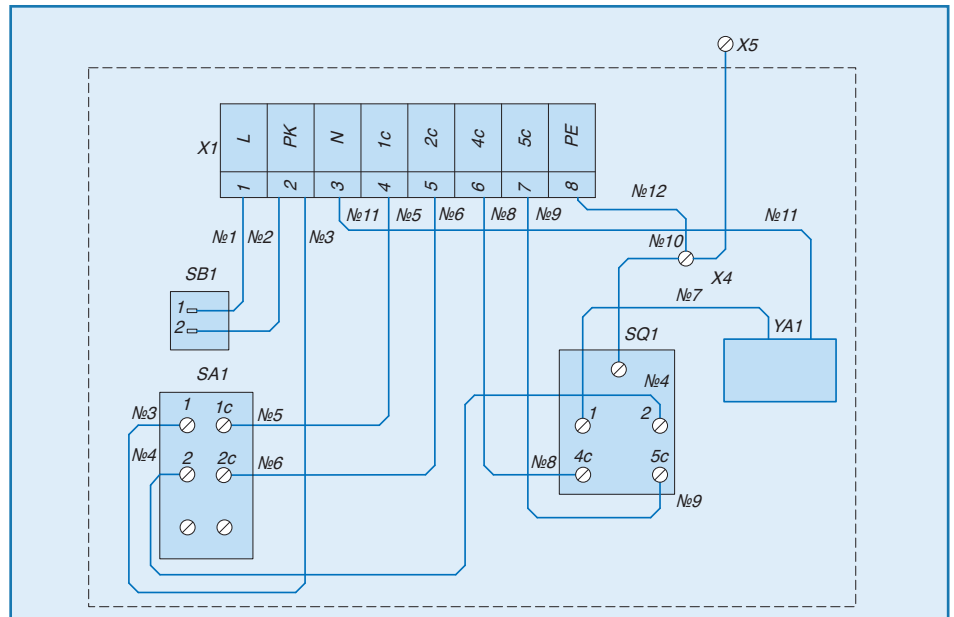 X5
X1
L PK N 1c 2c 4c 5c PE
1 2 3 4 5 6 7 8
№12
№11 №5 №6 №8 №9 №11
№1 №2 №3 №10
SB1 X4
№7
1
2
YA1
SQ1
SA1
№4
№3 1 1c №5 1 2
№4 2 2c №6 №8 4c 5c
№9